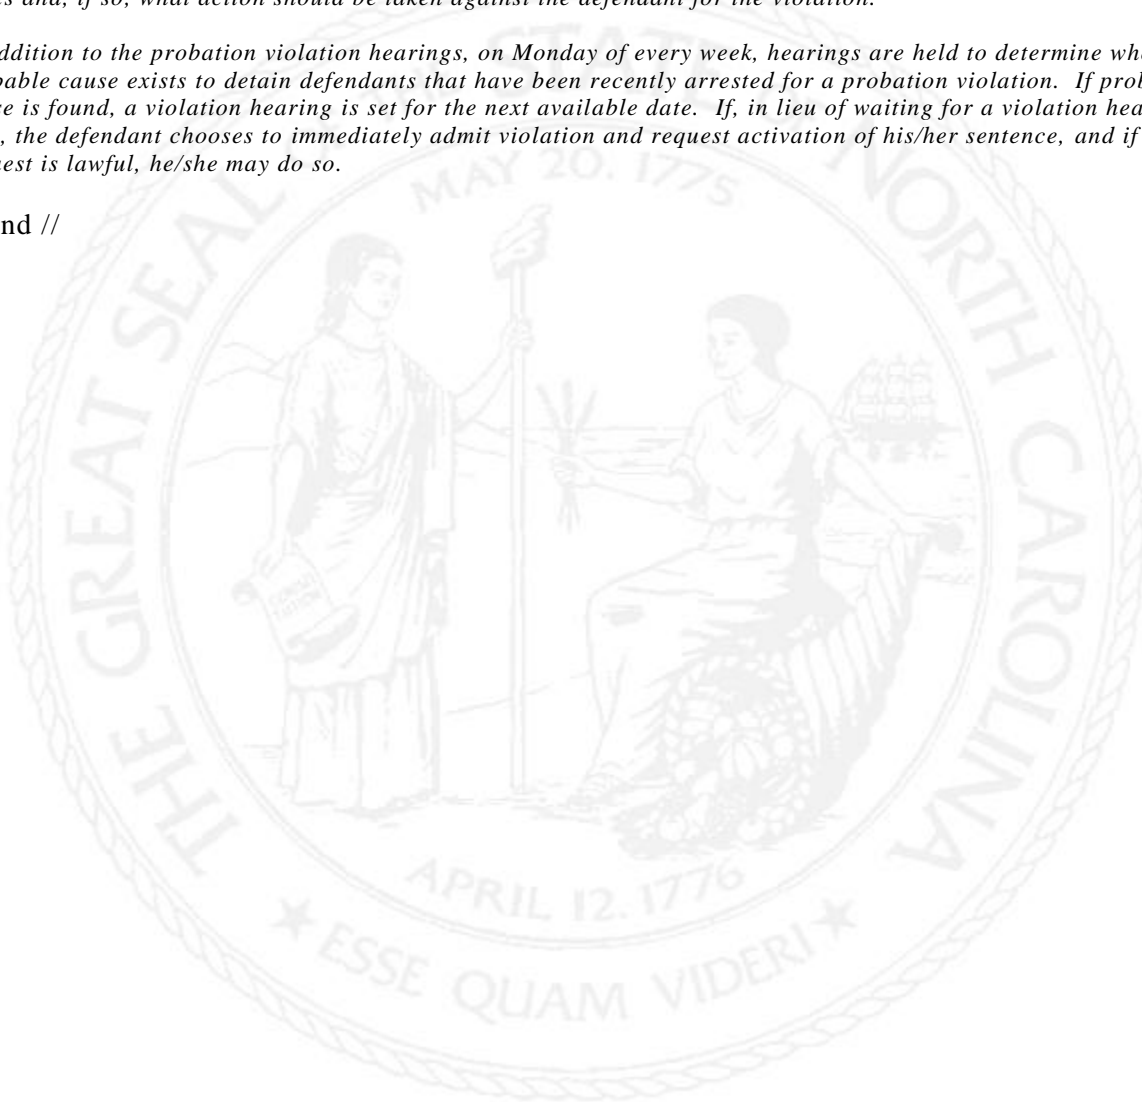 and, if so, what action should be taken against the defendant for the violation.
ddition to the probation violation hearings, on Monday of every week, hearings are held to determine whe
bable cause exists to detain defendants that have been recently arrested for a probation violation. If prob
e is found, a violation hearing is set for the next available date. If, in lieu of waiting for a violation hea
, the defendant chooses to immediately admit violation and request activation of his/her sentence, and if
uest is lawful, he/she may do so.
nd //
THE GREAT SEAL OF THE STATE OF NORTH CAROLINA
MAY 20. 1775
CONSTI
TUTION
APRIL 12. 1776
★ ESSE QUAM VIDERI ★